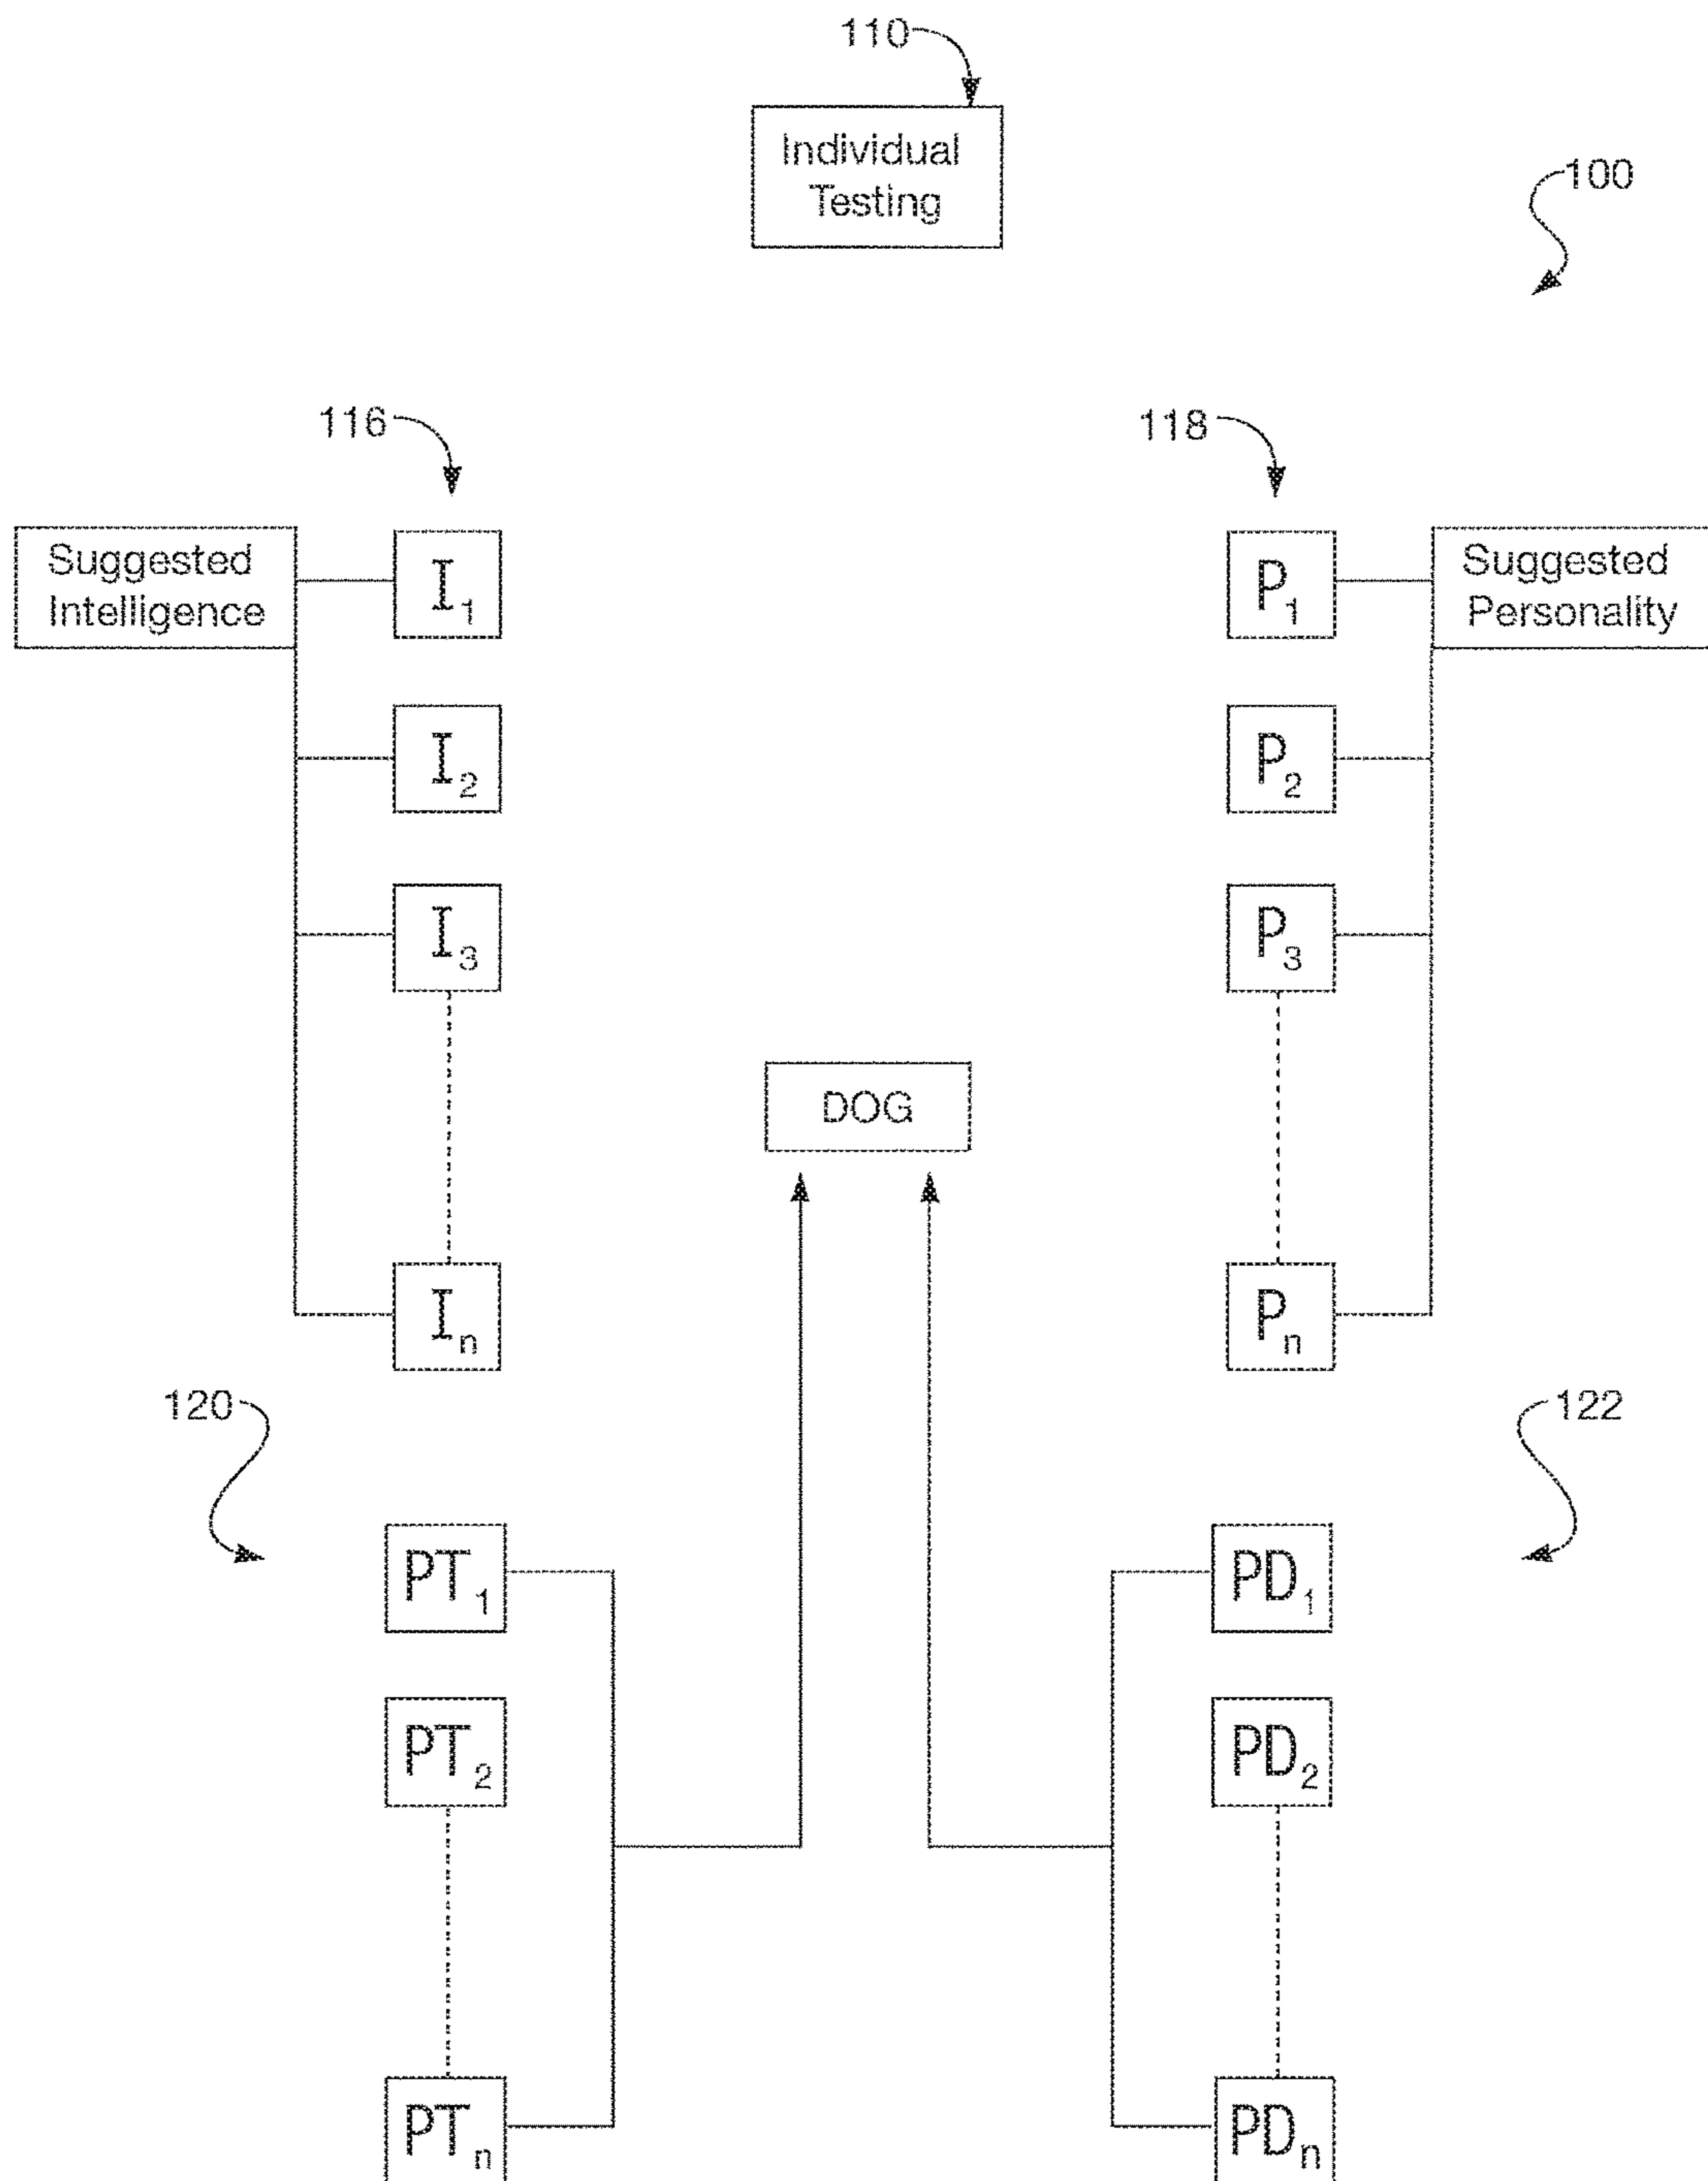 110
Individual
Testing
100
116
118
Suggested
Intelligence
I₁
P₁
Suggested
Personality
I₂
P₂
I₃
P₃
DOG
Iₙ
Pₙ
120
122
PT₁
PD₁
PT₂
PD₂
PTₙ
PDₙ